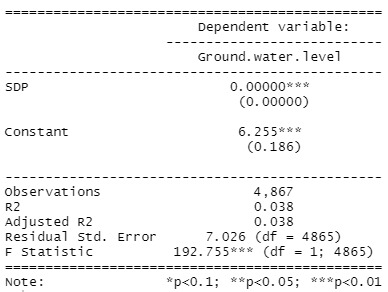 ===============================================
Dependent variable:
---------------------------
Ground.water.level
-----------------------------------------------
SDP 0.00000***
(0.00000)
Constant 6.255***
(0.186)
-----------------------------------------------
Observations 4,867
R2 0.038
Adjusted R2 0.038
Residual Std. Error 7.026 (df = 4865)
F Statistic 192.755*** (df = 1; 4865)
===============================================
Note: *p<0.1; **p<0.05; ***p<0.01